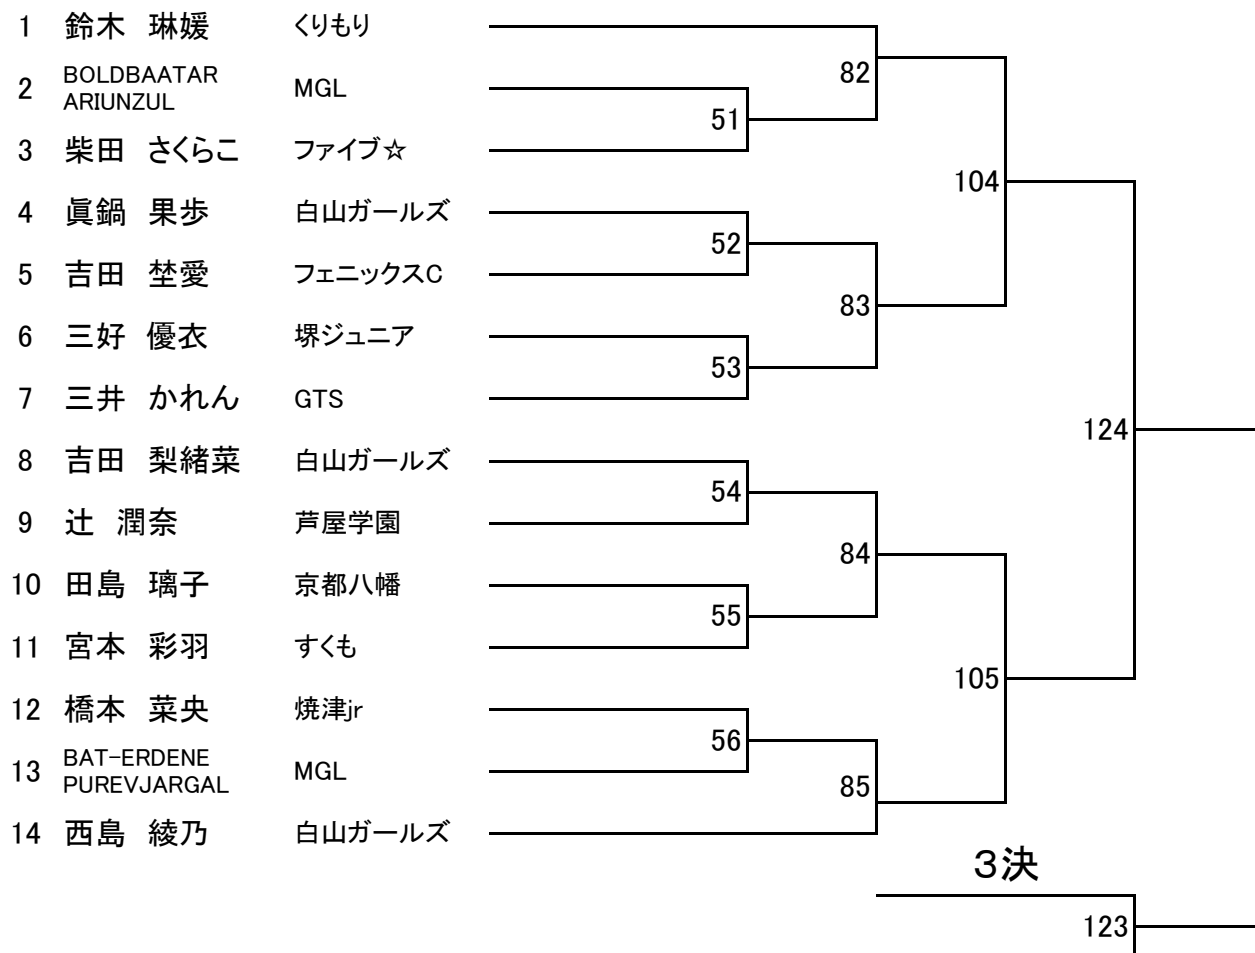 1 鈴木 琳媛 くりもり
82
2 BOLDBAATAR
ARIUNZUL MGL
51
3 柴田 さくらこ ファイブ☆
104
4 眞鍋 果歩 白山ガールズ
52
5 吉田 埜愛 フェニックスC
83
6 三好 優衣 堺ジュニア
53
7 三井 かれん GTS
124
8 吉田 梨緒菜 白山ガールズ
54
9 辻 潤奈 芦屋学園
84
10 田島 璃子 京都八幡
55
11 宮本 彩羽 すくも
105
12 橋本 菜央 焼津jr
56
13 BAT-ERDENE
PUREVJARGAL MGL
85
14 西島 綾乃 白山ガールズ
３決
123